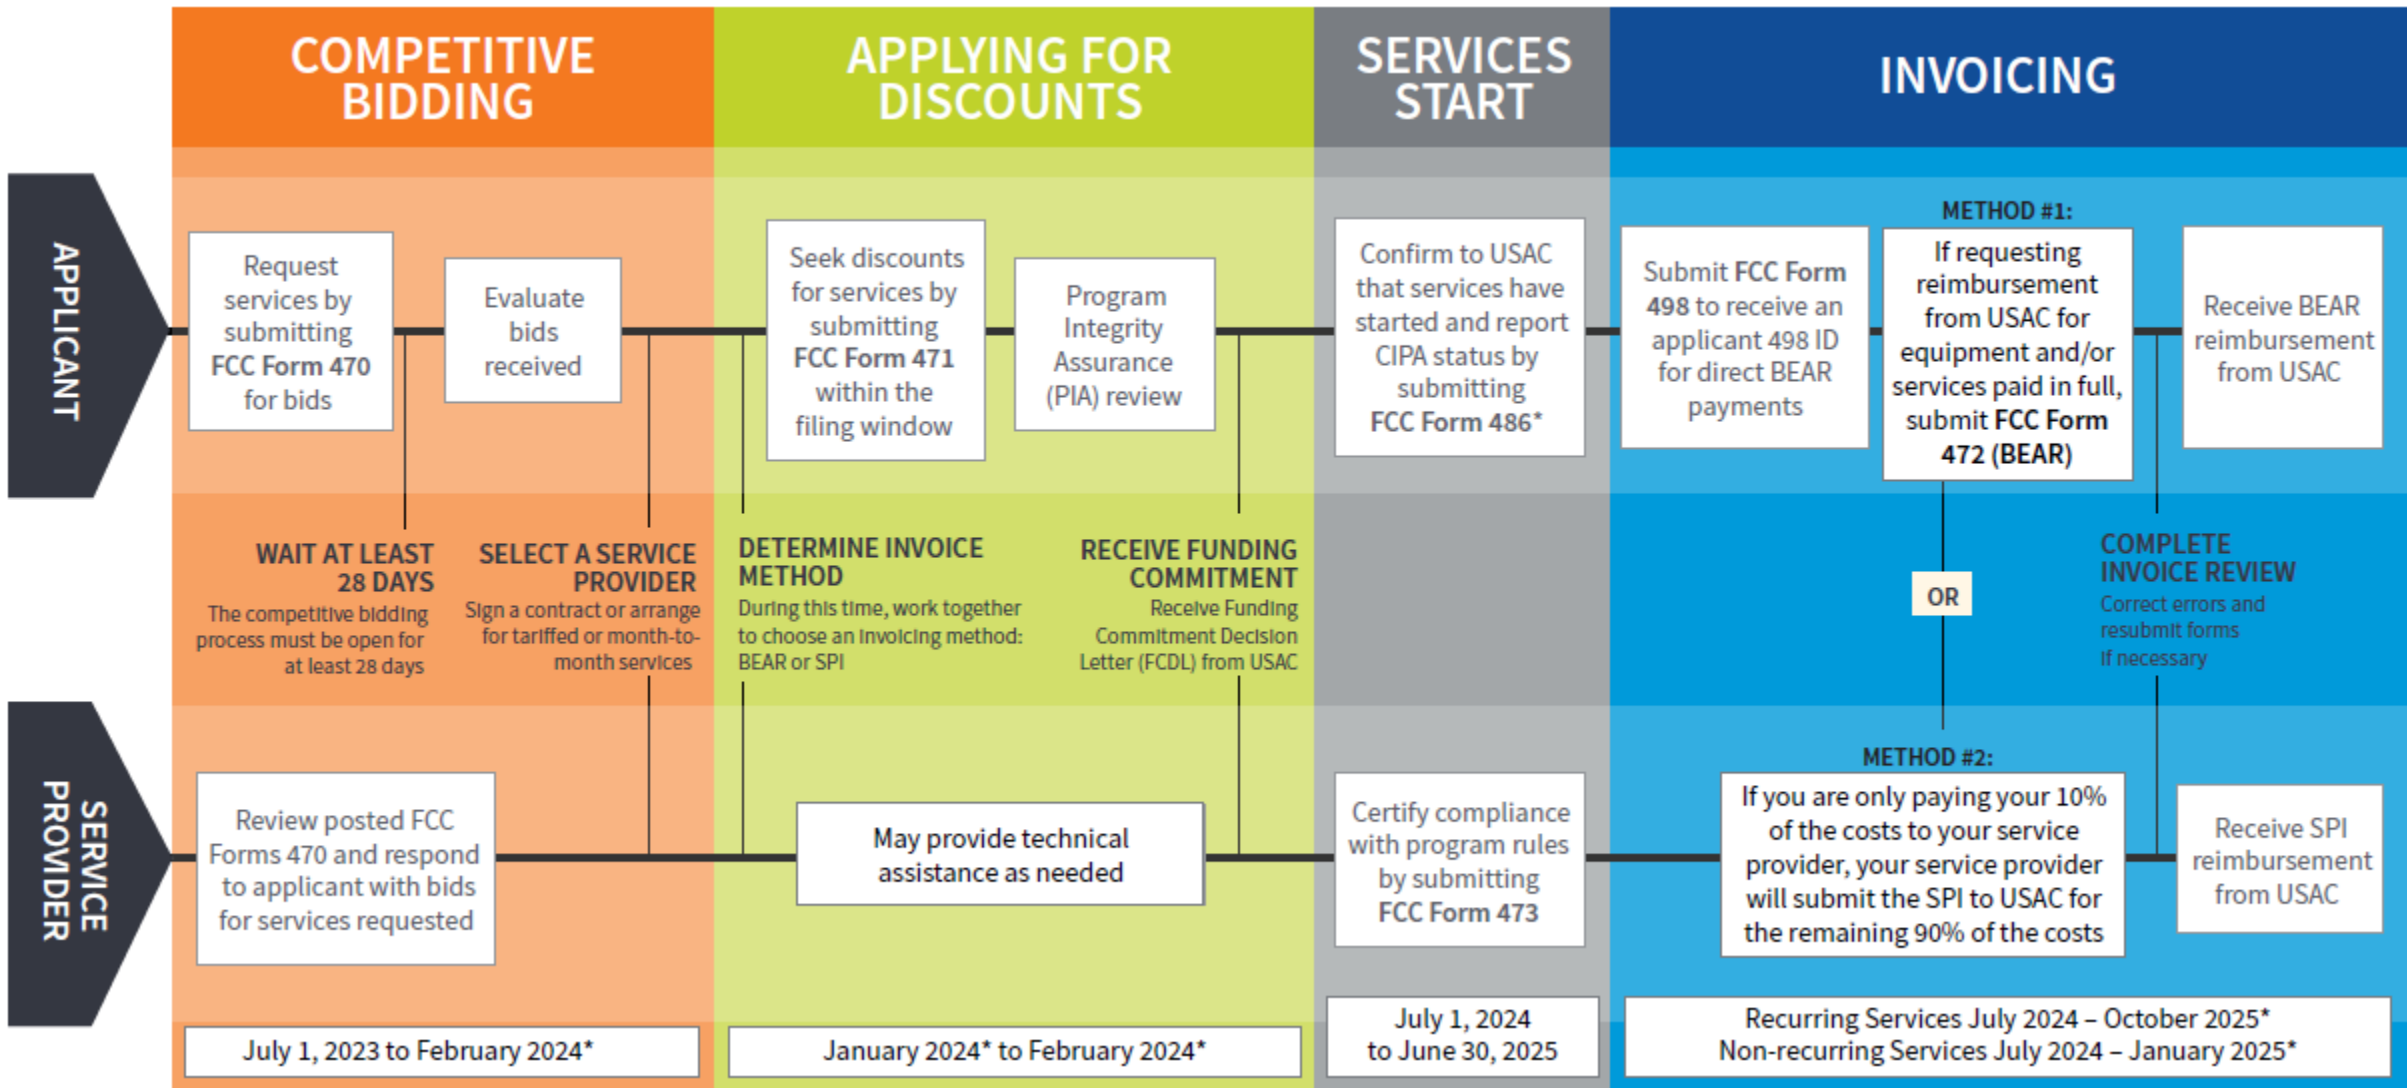 COMPETITIVE
BIDDING
APPLYING FOR
DISCOUNTS
SERVICES
START
INVOICING
APPLICANT
Request
services by
submitting
FCC Form 470
for bids
Evaluate
bids
received
Seek discounts
for services by
submitting
FCC Form 471
within the
filing window
Program
Integrity
Assurance
(PIA) review
Confirm to USAC
that services have
started and report
CIPA status by
submitting
FCC Form 486*
Submit FCC Form
498 to receive an
applicant 498 ID
for direct BEAR
payments
METHOD #1:
If requesting
reimbursement
from USAC for
equipment and/or
services paid in full,
submit FCC Form
472 (BEAR)
Receive BEAR
reimbursement
from USAC
WAIT AT LEAST
28 DAYS
The competitive bidding
process must be open for
at least 28 days
SELECT A SERVICE
PROVIDER
Sign a contract or arrange
for tariffed or month-to-
month services
DETERMINE INVOICE
METHOD
During this time, work together
to choose an invoicing method:
BEAR or SPI
RECEIVE FUNDING
COMMITMENT
Receive Funding
Commitment Decision
Letter (FCDL) from USAC
OR
COMPLETE
INVOICE REVIEW
Correct errors and
resubmit forms
if necessary
SERVICE
PROVIDER
Review posted FCC
Forms 470 and respond
to applicant with bids
for services requested
May provide technical
assistance as needed
Certify compliance
with program rules
by submitting
FCC Form 473
METHOD #2:
If you are only paying your 10%
of the costs to your service
provider, your service provider
will submit the SPI to USAC for
the remaining 90% of the costs
Receive SPI
reimbursement
from USAC
July 1, 2023 to February 2024*
January 2024* to February 2024*
July 1, 2024
to June 30, 2025
Recurring Services July 2024 – October 2025*
Non-recurring Services July 2024 – January 2025*